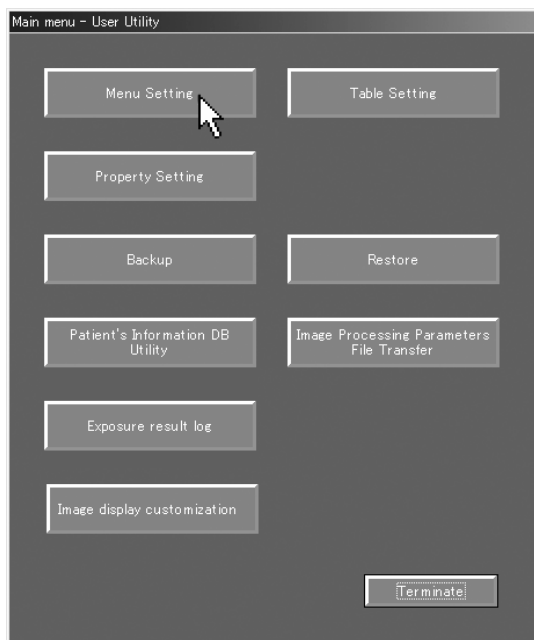 Main menu - User Utility
Menu Setting
Table Setting
Property Setting
Backup
Restore
Patient's Information DB
Utility
Image Processing Parameters
File Transfer
Exposure result log
Image display customization
Terminate